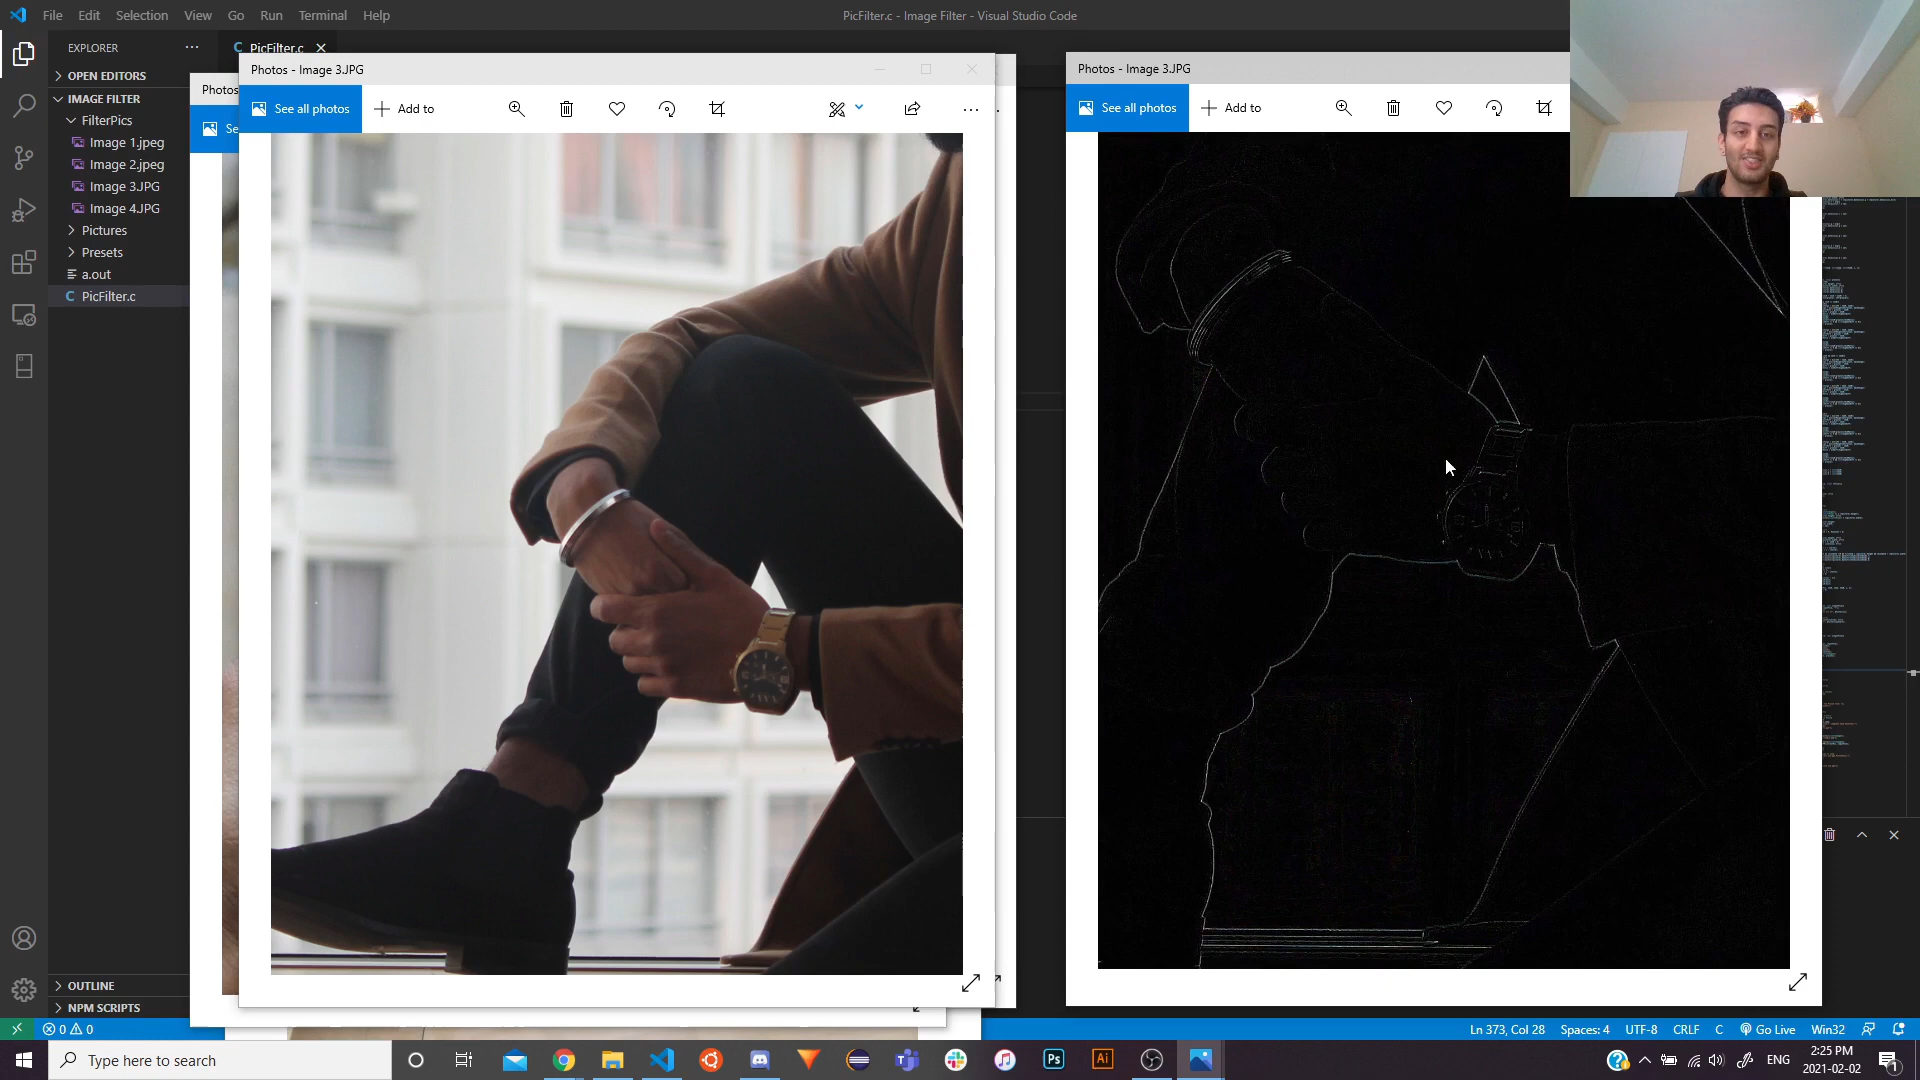 File Edit Selection View Go Run Terminal Help
PicFilter.c - Image Filter - Visual Studio Code
EXPLORER
PicFilter.c
OPEN EDITORS
IMAGE FILTER
FilterPics
Image 1.jpeg
Image 2.jpeg
Image 3.JPG
Image 4.JPG
Pictures
Presets
a.out
PicFilter.c
OUTLINE
NPM SCRIPTS
Photos
Se
Photos - Image 3.JPG
See all photos
Add to
Photos - Image 3.JPG
See all photos
Add to
0 0
Ln 373, Col 28 Spaces: 4 UTF-8 CRLF C Go Live Win32
Type here to search
Ps
Ai
ENG
2:25 PM
2021-02-02
1